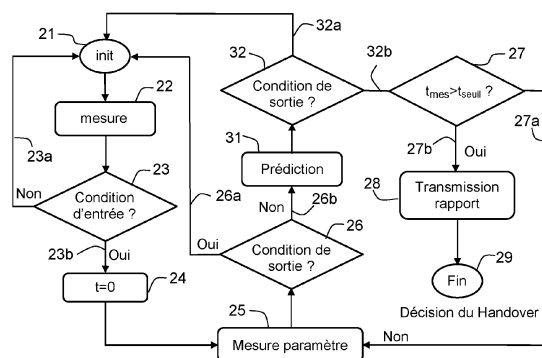 21
init
22
mesure
23a
23
Non
Condition
d'entrée ?
23b
Oui
t=0
24
32a
32
Condition de
sortie ?
32b
31
Prédiction
26a
Non
26b
26
Oui
Condition de
sortie ?
25
Mesure paramètre
27
tmes>tseuil ?
27a
27b
Oui
28
Transmission
rapport
29
Fin
Décision du Handover
Non